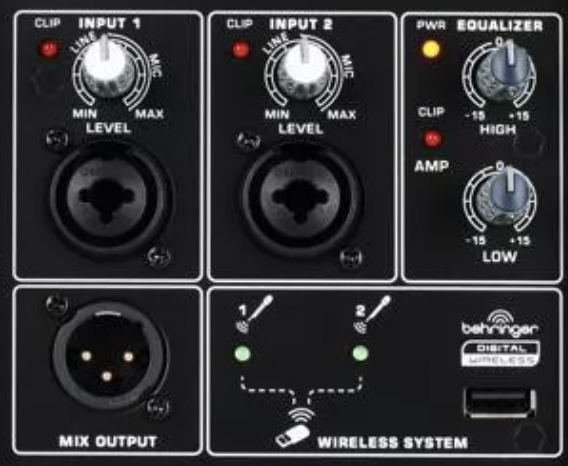 CLIP INPUT 1
LINE
MIC
MIN MAX
LEVEL
CLIP INPUT 2
LINE
MIC
MIN MAX
LEVEL
PWR EQUALIZER
0
-15 +15
HIGH
CLIP
AMP
0
-15 +15
LOW
MIX OUTPUT
1
2
behringer
DIGITAL
WIRELESS
WIRELESS SYSTEM